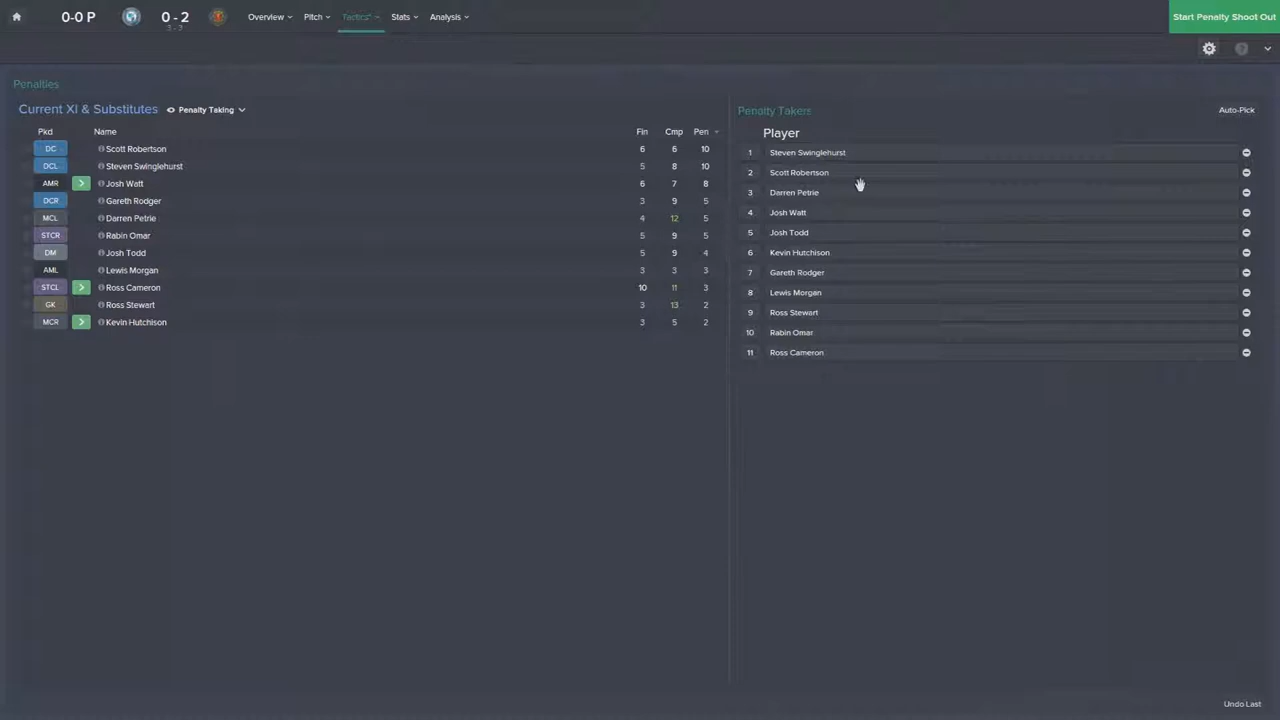 0-0 P 0 - 2 Overview Pitch Tactics* Stats Analysis Start Penalty Shoot Out
3 - 3
Penalties
Current XI & Substitutes Penalty Taking
Pkd Name Fin Cmp Pen
DC Scott Robertson 6 6 10
DCL Steven Swinglehurst 5 8 10
AMR Josh Watt 6 7 8
DCR Gareth Rodger 3 9 5
MCL Darren Petrie 4 12 5
STCR Rabin Omar 5 9 5
DM Josh Todd 5 9 4
AML Lewis Morgan 3 3 3
STCL Ross Cameron 10 11 3
GK Ross Stewart 3 13 2
MCR Kevin Hutchison 3 5 2
Penalty Takers Auto-Pick
Player
1 Steven Swinglehurst
2 Scott Robertson
3 Darren Petrie
4 Josh Watt
5 Josh Todd
6 Kevin Hutchison
7 Gareth Rodger
8 Lewis Morgan
9 Ross Stewart
10 Rabin Omar
11 Ross Cameron
Undo Last